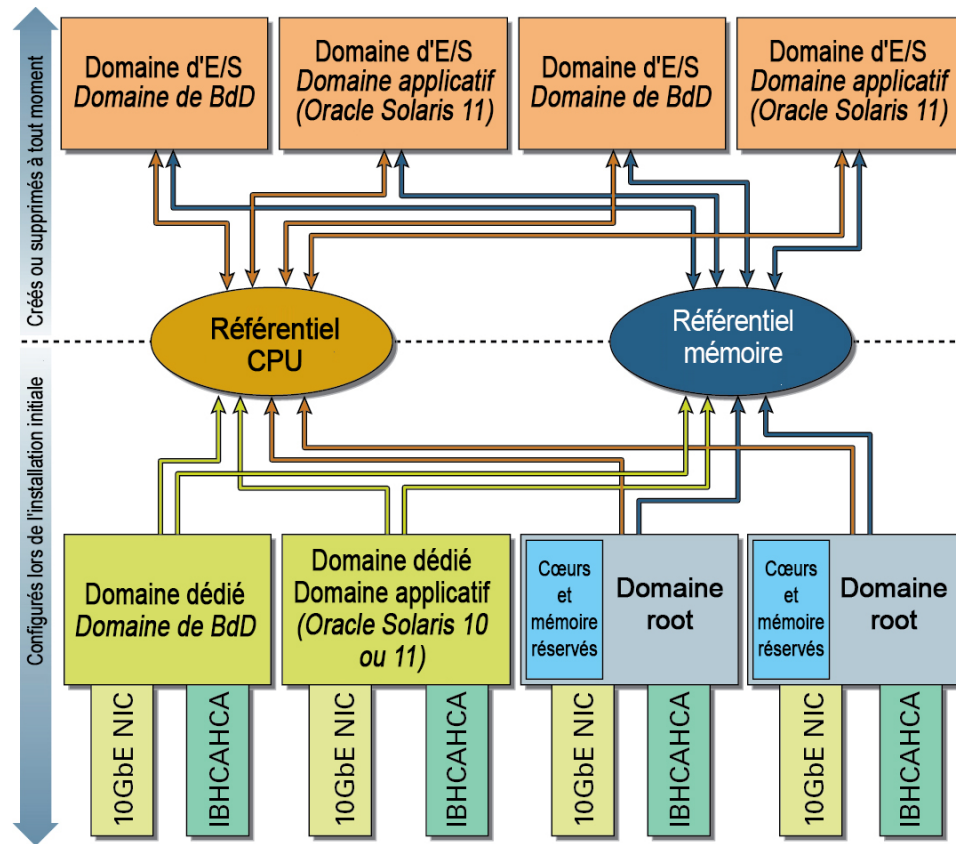 Créés ou supprimés à tout moment
Domaine d'E/S
Domaine de BdD
Domaine d'E/S
Domaine applicatif
(Oracle Solaris 11)
Domaine d'E/S
Domaine de BdD
Domaine d'E/S
Domaine applicatif
(Oracle Solaris 11)
Référentiel
CPU
Référentiel
mémoire
Configurés lors de l'installation initiale
Domaine dédié
Domaine de BdD
Domaine dédié
Domaine applicatif
(Oracle Solaris 10
ou 11)
Cœurs
et
mémoire
réservés
Domaine
root
Cœurs
et
mémoire
réservés
Domaine
root
10GbE NIC
IBHCAHCA
10GbE NIC
IBHCAHCA
10GbE NIC
IBHCAHCA
10GbE NIC
IBHCAHCA